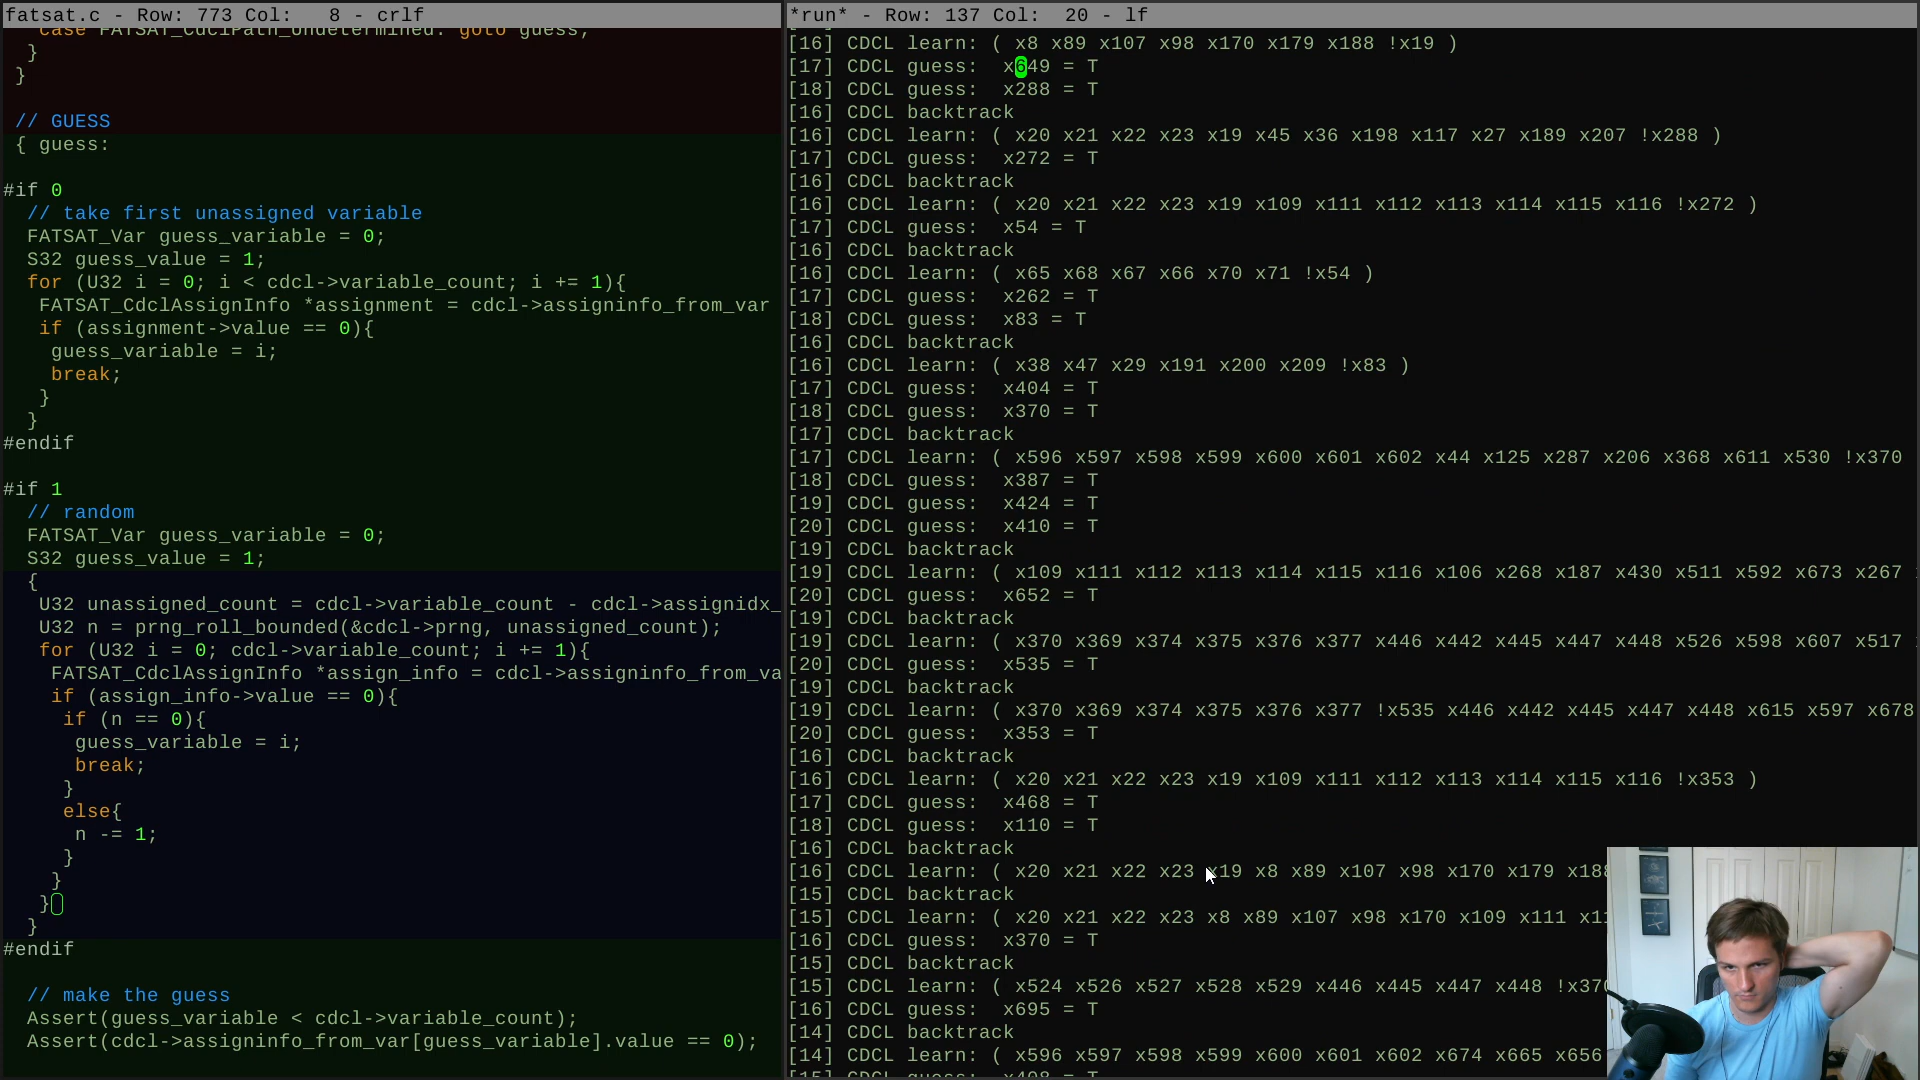 fatsat.c - Row: 773 Col:   8 - crlf
case FATSAT_CdclPath_Undetermined: goto guess;
}
}
// GUESS
{ guess:
#if 0
// take first unassigned variable
FATSAT_Var guess_variable = 0;
S32 guess_value = 1;
for (U32 i = 0; i < cdcl->variable_count; i += 1){
FATSAT_CdclAssignInfo *assignment = cdcl->assigninfo_from_var
if (assignment->value == 0){
guess_variable = i;
break;
}
}
#endif
#if 1
// random
FATSAT_Var guess_variable = 0;
S32 guess_value = 1;
{
U32 unassigned_count = cdcl->variable_count - cdcl->assignidx_
U32 n = prng_roll_bounded(&cdcl->prng, unassigned_count);
for (U32 i = 0; cdcl->variable_count; i += 1){
FATSAT_CdclAssignInfo *assign_info = cdcl->assigninfo_from_va
if (assign_info->value == 0){
if (n == 0){
guess_variable = i;
break;
}
else{
n -= 1;
}
}
}
}
#endif
// make the guess
Assert(guess_variable < cdcl->variable_count);
Assert(cdcl->assigninfo_from_var[guess_variable].value == 0);
*run* - Row: 137 Col:  20 - lf
[16] CDCL learn: ( x8 x89 x107 x98 x170 x179 x188 !x19 )
[17] CDCL guess:  x649 = T
[18] CDCL guess:  x288 = T
[16] CDCL backtrack
[16] CDCL learn: ( x20 x21 x22 x23 x19 x45 x36 x198 x117 x27 x189 x207 !x288 )
[17] CDCL guess:  x272 = T
[16] CDCL backtrack
[16] CDCL learn: ( x20 x21 x22 x23 x19 x109 x111 x112 x113 x114 x115 x116 !x272 )
[17] CDCL guess:  x54 = T
[16] CDCL backtrack
[16] CDCL learn: ( x65 x68 x67 x66 x70 x71 !x54 )
[17] CDCL guess:  x262 = T
[18] CDCL guess:  x83 = T
[16] CDCL backtrack
[16] CDCL learn: ( x38 x47 x29 x191 x200 x209 !x83 )
[17] CDCL guess:  x404 = T
[18] CDCL guess:  x370 = T
[17] CDCL backtrack
[17] CDCL learn: ( x596 x597 x598 x599 x600 x601 x602 x44 x125 x287 x206 x368 x611 x530 !x370
[18] CDCL guess:  x387 = T
[19] CDCL guess:  x424 = T
[20] CDCL guess:  x410 = T
[19] CDCL backtrack
[19] CDCL learn: ( x109 x111 x112 x113 x114 x115 x116 x106 x268 x187 x430 x511 x592 x673 x267
[20] CDCL guess:  x652 = T
[19] CDCL backtrack
[19] CDCL learn: ( x370 x369 x374 x375 x376 x377 x446 x442 x445 x447 x448 x526 x598 x607 x517
[20] CDCL guess:  x535 = T
[19] CDCL backtrack
[19] CDCL learn: ( x370 x369 x374 x375 x376 x377 !x535 x446 x442 x445 x447 x448 x615 x597 x678
[20] CDCL guess:  x353 = T
[16] CDCL backtrack
[16] CDCL learn: ( x20 x21 x22 x23 x19 x109 x111 x112 x113 x114 x115 x116 !x353 )
[17] CDCL guess:  x468 = T
[18] CDCL guess:  x110 = T
[16] CDCL backtrack
[16] CDCL learn: ( x20 x21 x22 x23 x19 x8 x89 x107 x98 x170 x179
[15] CDCL backtrack
[15] CDCL learn: ( x20 x21 x22 x23 x8 x89 x107 x98 x170 x109 x111
[16] CDCL guess:  x370 = T
[15] CDCL backtrack
[15] CDCL learn: ( x524 x526 x527 x528 x529 x446 x445 x447 x448
[16] CDCL guess:  x695 = T
[14] CDCL backtrack
[14] CDCL learn: ( x596 x597 x598 x599 x600 x601 x602 x674 x665 x656
[15] CDCL guess:  x408 = T